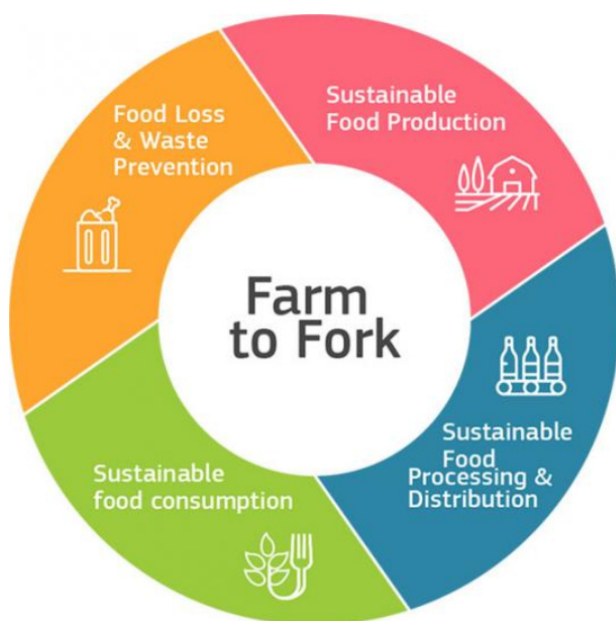 Food Loss
& Waste
Prevention
Sustainable
Food Production
Farm
to Fork
Sustainable
Food
Processing &
Distribution
Sustainable
food consumption